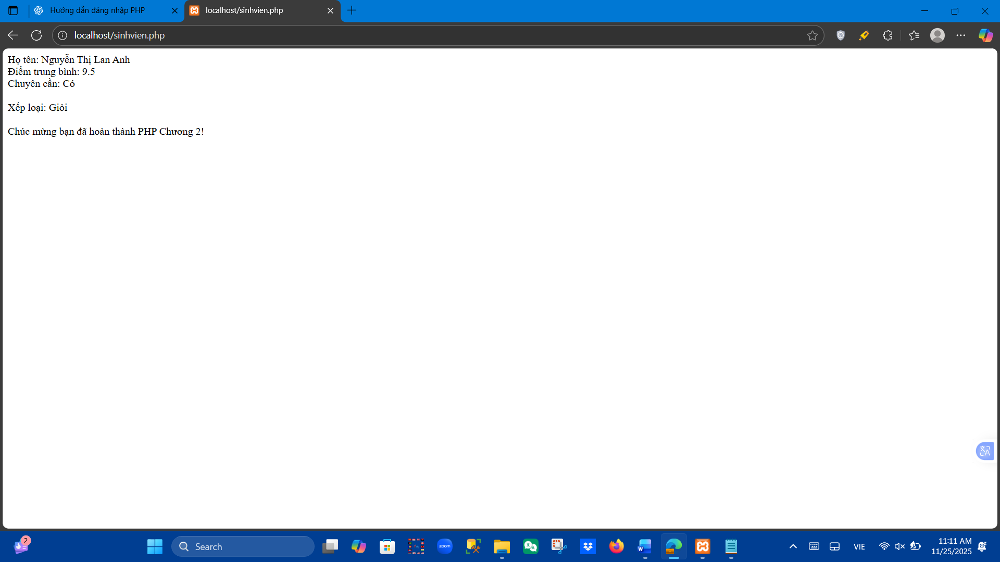 Hướng dẫn đăng nhập PHP
localhost/sinhvien.php
localhost/sinhvien.php
Họ tên: Nguyễn Thị Lan Anh
Điểm trung bình: 9.5
Chuyên cần: Có
Xếp loại: Giỏi
Chúc mừng bạn đã hoàn thành PHP Chương 2!
2
Search
zoom
VIE
11:11 AM
11/25/2025